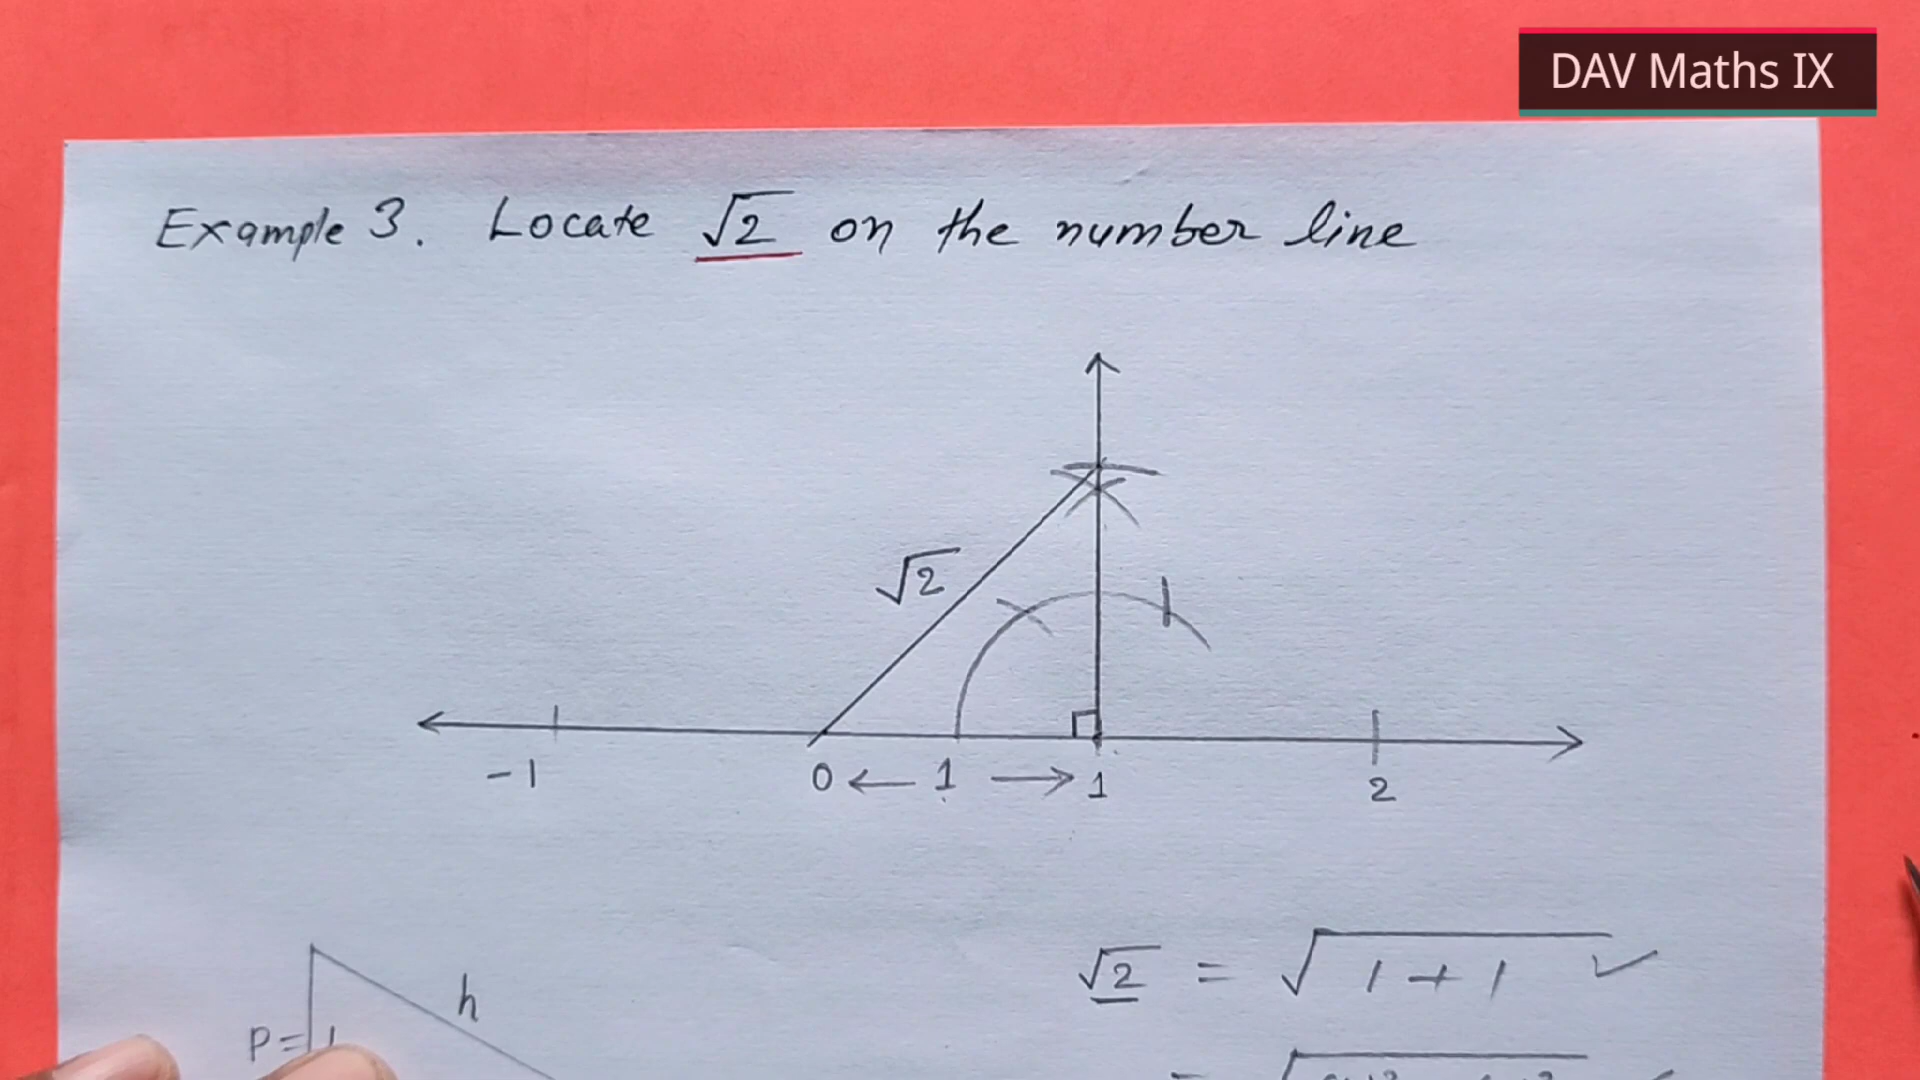 DAV Maths IX
Example 3. Locate √2 on the number line
√2
-1 0 ← 1 → 1 2
h
P = 1
√2 = √1 + 1 ✓
=